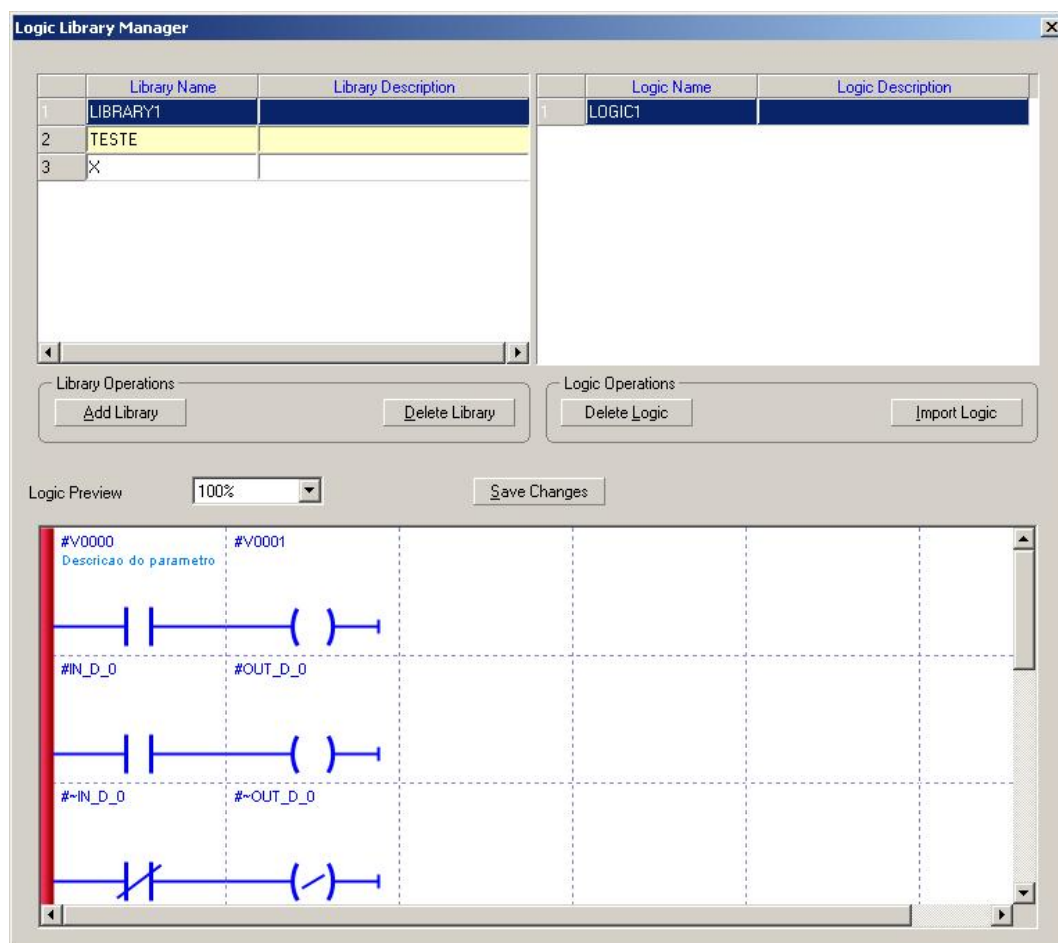 Logic Library Manager
Library Name Library Description Logic Name Logic Description
1 LIBRARY1 1 LOGIC1
2 TESTE
3 X
Library Operations Logic Operations
Add Library Delete Library Delete Logic Import Logic
Logic Preview 100% Save Changes
#V0000 #V0001
Descricao do parametro
#IN_D_0 #OUT_D_0
#~IN_D_0 #~OUT_D_0